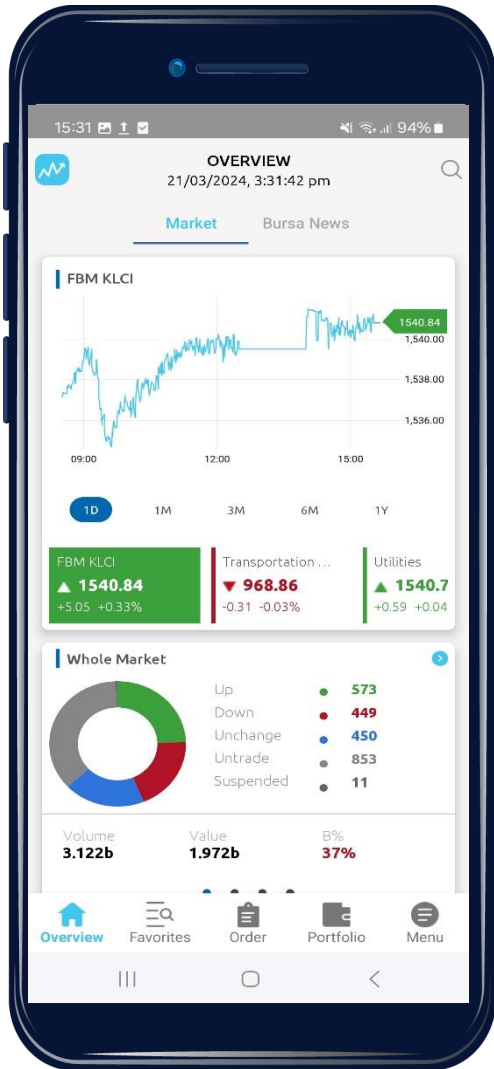 15:31 94%
OVERVIEW
21/03/2024, 3:31:42 pm
Market Bursa News
FBM KLCI
1540.84
1,540.00
1,538.00
1,536.00
09:00 12:00 15:00
1D 1M 3M 6M 1Y
FBM KLCI Transportation ... Utilities
▲ 1540.84 ▼ 968.86 ▲ 1540.7
+5.05 +0.33% -0.31 -0.03% +0.59 +0.04
Whole Market
Up 573
Down 449
Unchange 450
Untrade 853
Suspended 11
Volume Value B%
3.122b 1.972b 37%
Overview Favorites Order Portfolio Menu